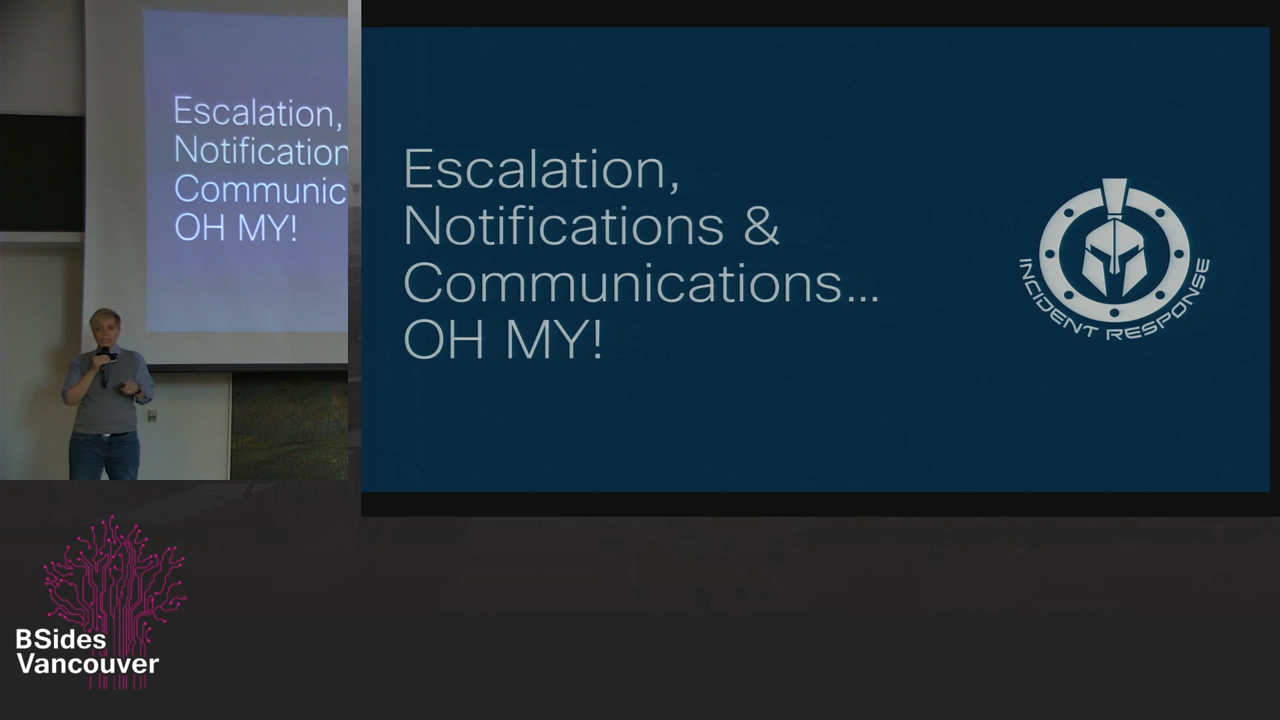 Escalation,
Notification
Communic
OH MY!
Escalation,
Notifications &
Communications...
OH MY!
INCIDENT RESPONSE
BSides
Vancouver